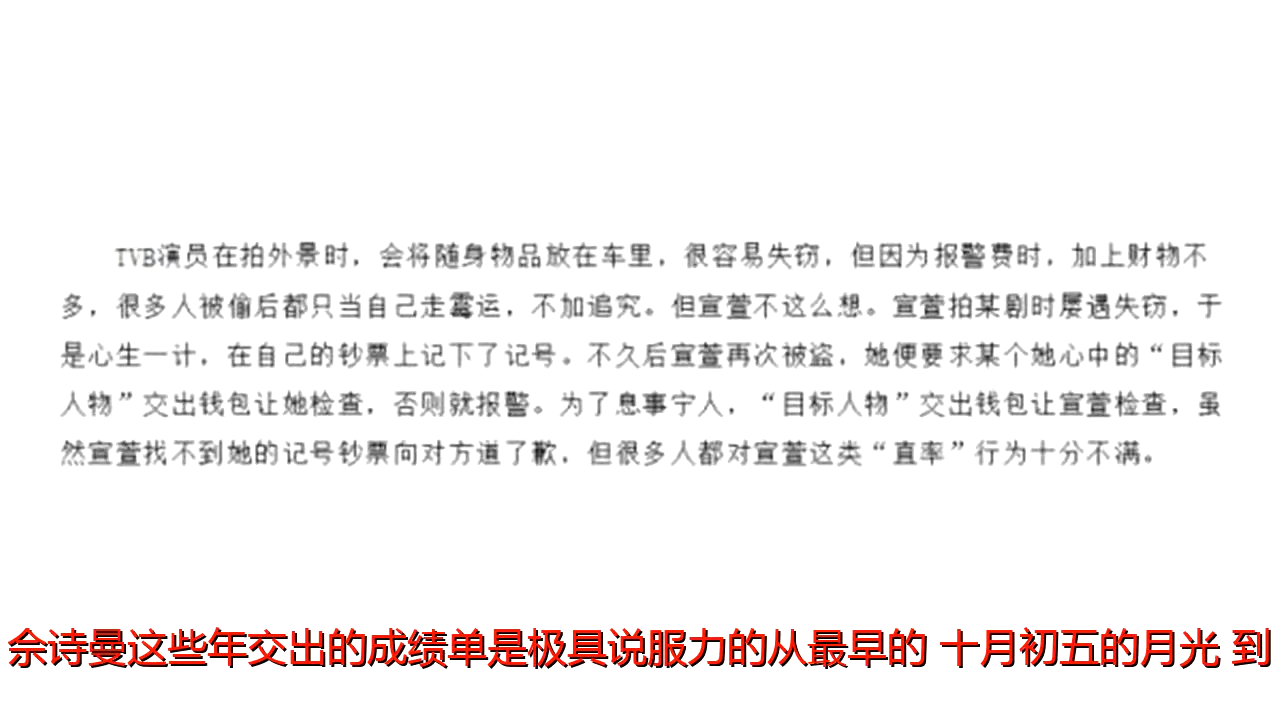 TVB演员在拍外景时，会将随身物品放在车里，很容易失窃，但因为报警费时，加上财物不
多，很多人被偷后都只当自己走霉运，不加追究。但宣萱不这么想。宣萱拍某剧时屡遇失窃，于
是心生一计，在自己的钞票上记下了记号。不久后宣萱再次被盗，她便要求某个她心中的“目标
人物”交出钱包让她检查，否则就报警。为了息事宁人，“目标人物”交出钱包让宣萱检查，虽
然宣萱找不到她的记号钞票向对方道了歉，但很多人都对宣萱这类“直率”行为十分不满。
佘诗曼这些年交出的成绩单是极具说服力的从最早的 十月初五的月光 到